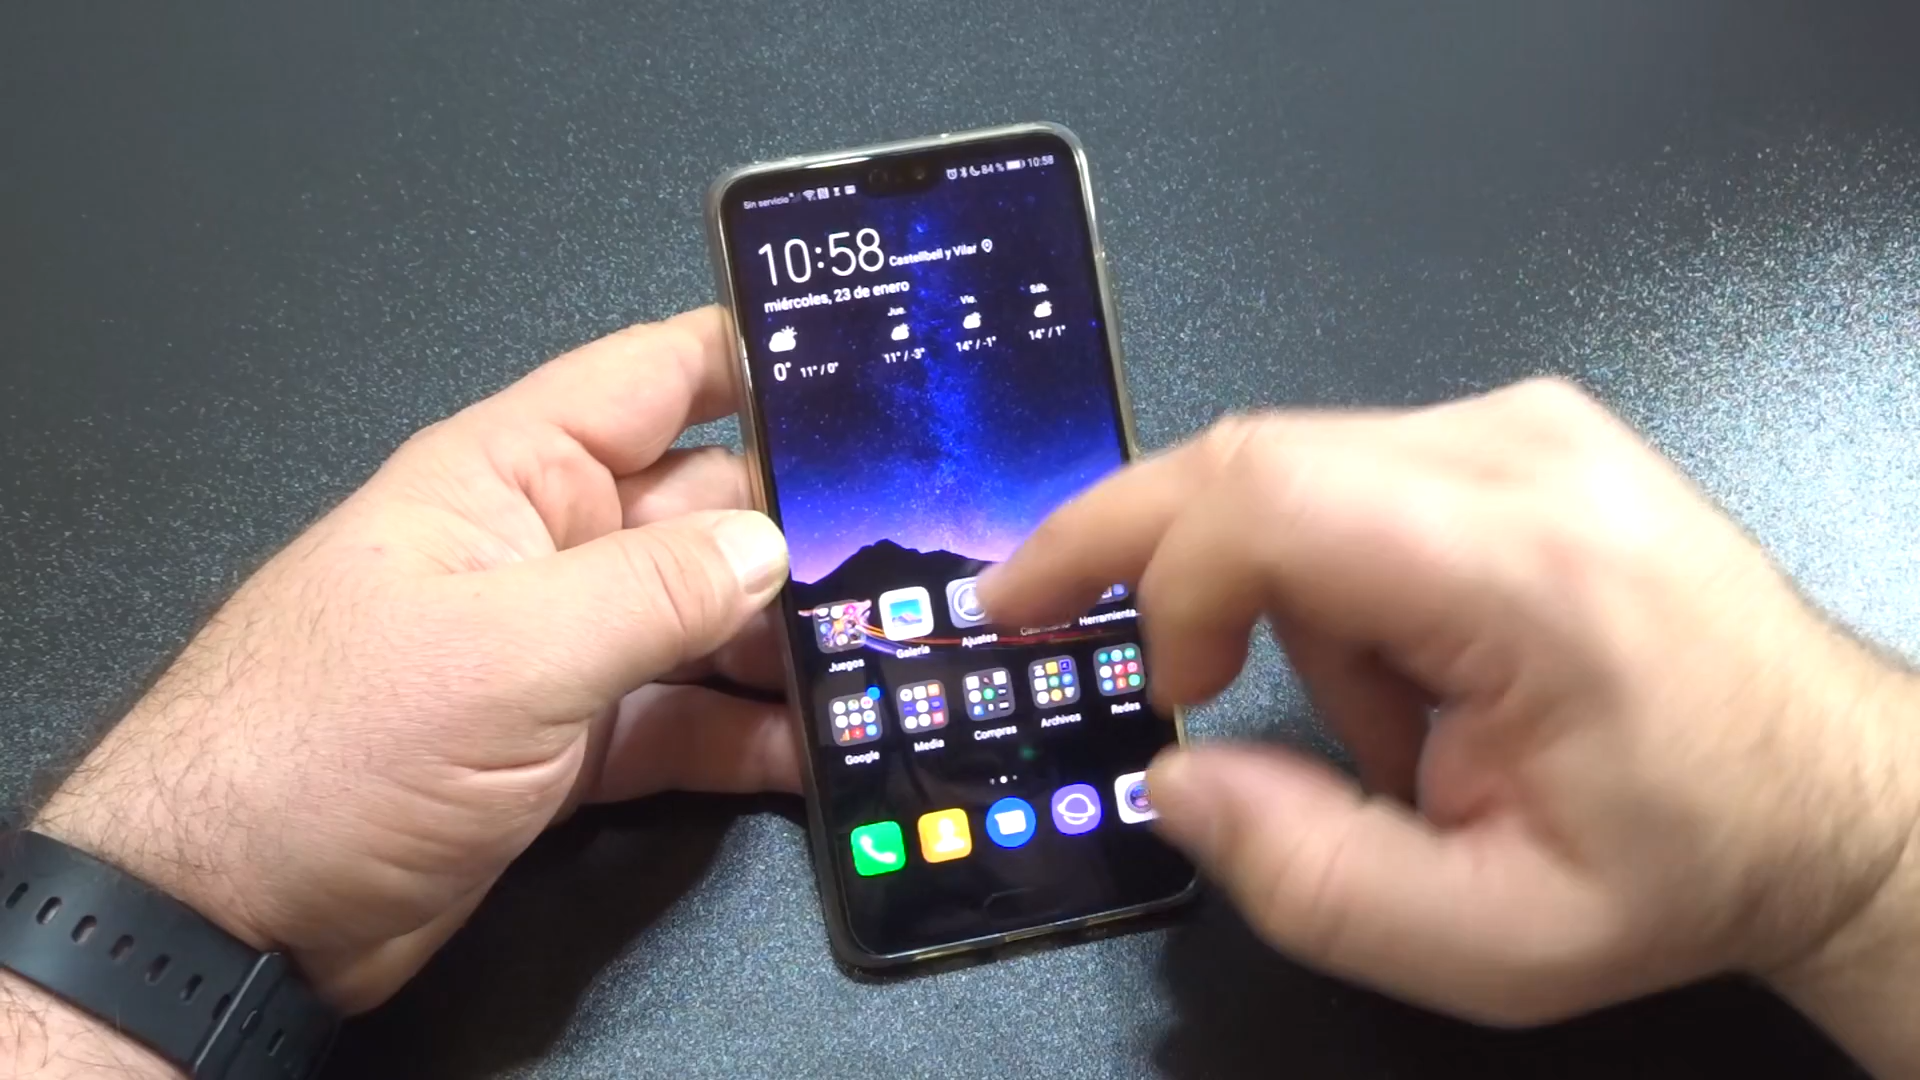 Sin servicio
84 % 10:58
10:58 Castellbell y Vilar
miércoles, 23 de enero
Jue. Vie. Sáb.
0° 11° / 0° 11° / -3° 14° / -1° 14° / 1°
Juegos Galería Ajustes Calendario Herramienta...
Google Media Compras Archivos Redes